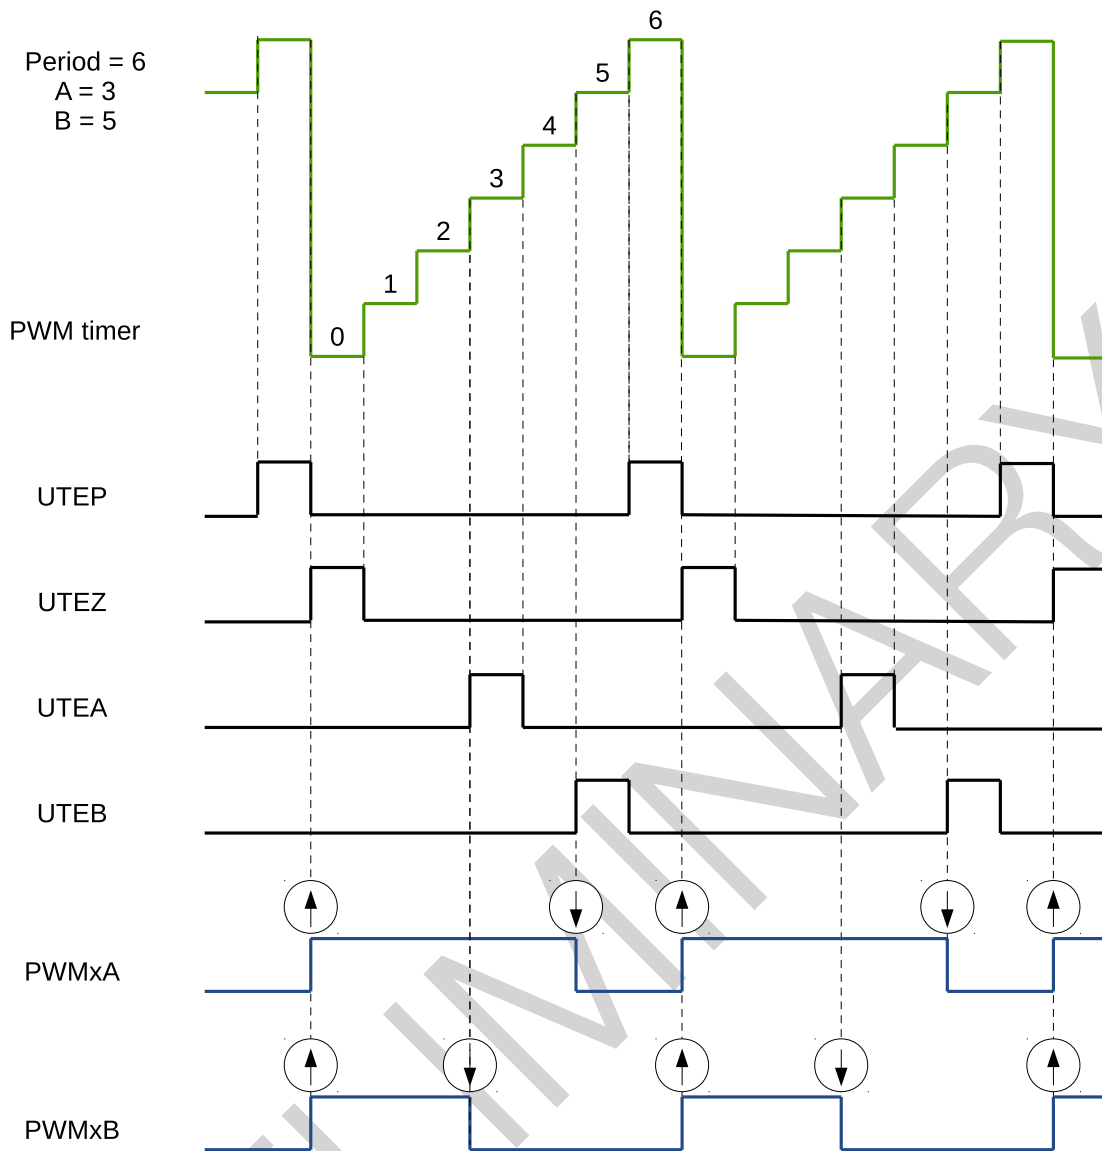 6
Period = 6
A = 3
B = 5
5
4
3
2
1
0
PWM timer
UTEP
UTEZ
UTEA
UTEB
PWMxA
PWMxB